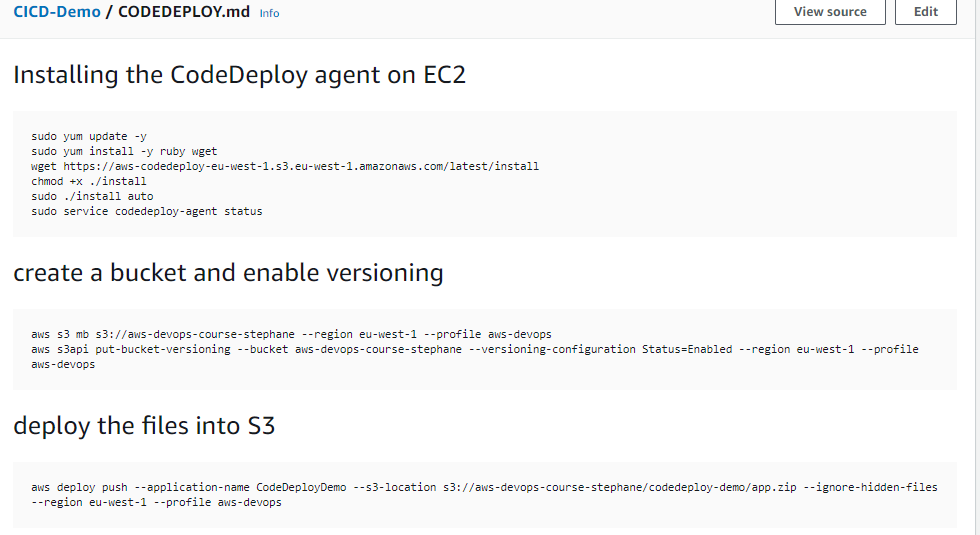 CICD-Demo / CODEDEPLOY.md Info
View source
Edit
Installing the CodeDeploy agent on EC2
sudo yum update -y
sudo yum install -y ruby wget
wget https://aws-codedeploy-eu-west-1.s3.eu-west-1.amazonaws.com/latest/install
chmod +x ./install
sudo ./install auto
sudo service codedeploy-agent status
create a bucket and enable versioning
aws s3 mb s3://aws-devops-course-stephane --region eu-west-1 --profile aws-devops
aws s3api put-bucket-versioning --bucket aws-devops-course-stephane --versioning-configuration Status=Enabled --region eu-west-1 --profile
aws-devops
deploy the files into S3
aws deploy push --application-name CodeDeployDemo --s3-location s3://aws-devops-course-stephane/codedeploy-demo/app.zip --ignore-hidden-files
--region eu-west-1 --profile aws-devops